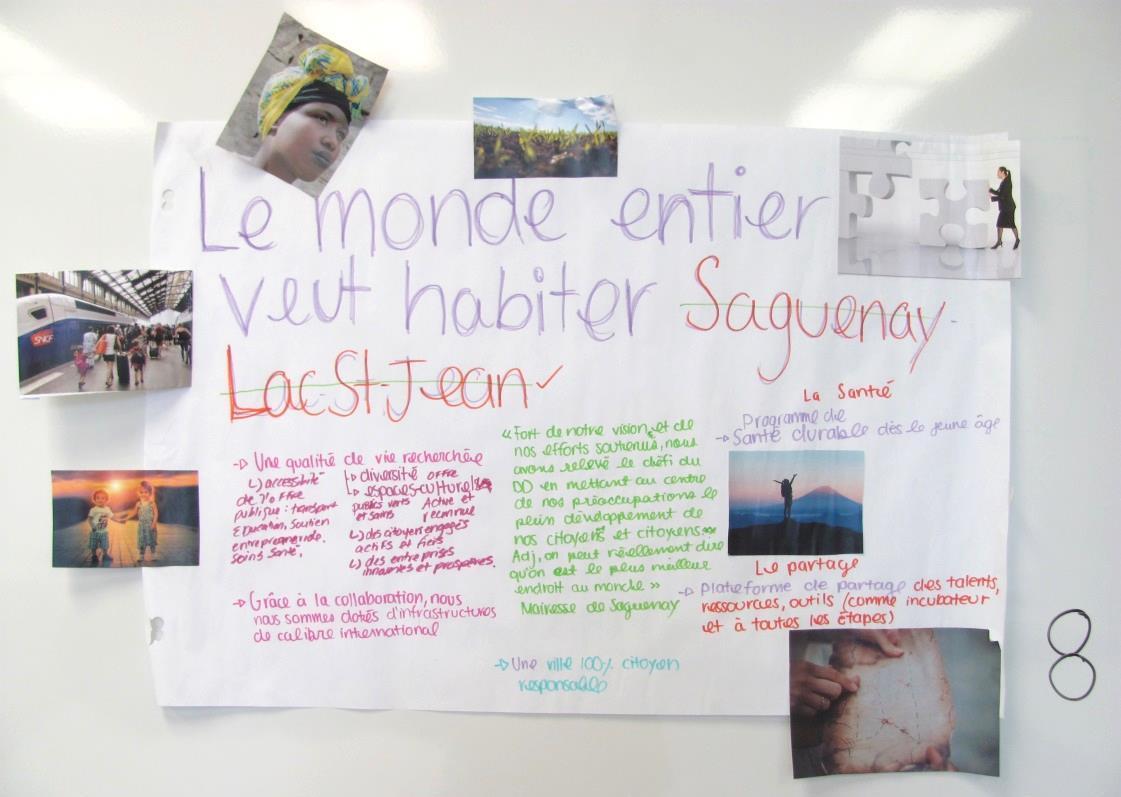 Le monde entier
veut habiter Saguenay
Lac-St-Jean
SNCF
→ Une qualité de vie recherchée
↳ accessibilité
de l'offre
publique: transport
Éducation, soutien
entrepreneuriale.
Soins Santé.
↳ diversité offre
↳ espaces-culturels
publics verts Active et
et sains reconnue
↳ des citoyen engagés
actifs et fiers
↳ des entreprises
innovantes et prospères.
→ Grâce à la collaboration, nous
nous sommes dotés d'infrastructures
de calibre international
« Fort de notre vision, et de
nos efforts soutenus, nous
avons relevé le défi du
DD en mettant au centre
de nos préoccupations le
plein développement de
nos citoyens et citoyens.
Adj, on peut réellement dire
qu'on est le plus meilleur
endroit au monde »
Mairesse de Saguenay
→ Une ville 100% citoyen
responsable
La Santé
Programme de
→ Santé durable dès le jeune âge
Le partage
→ Plateforme de partage des talents,
ressources, outils (comme incubateur
et à toutes les étapes)
8